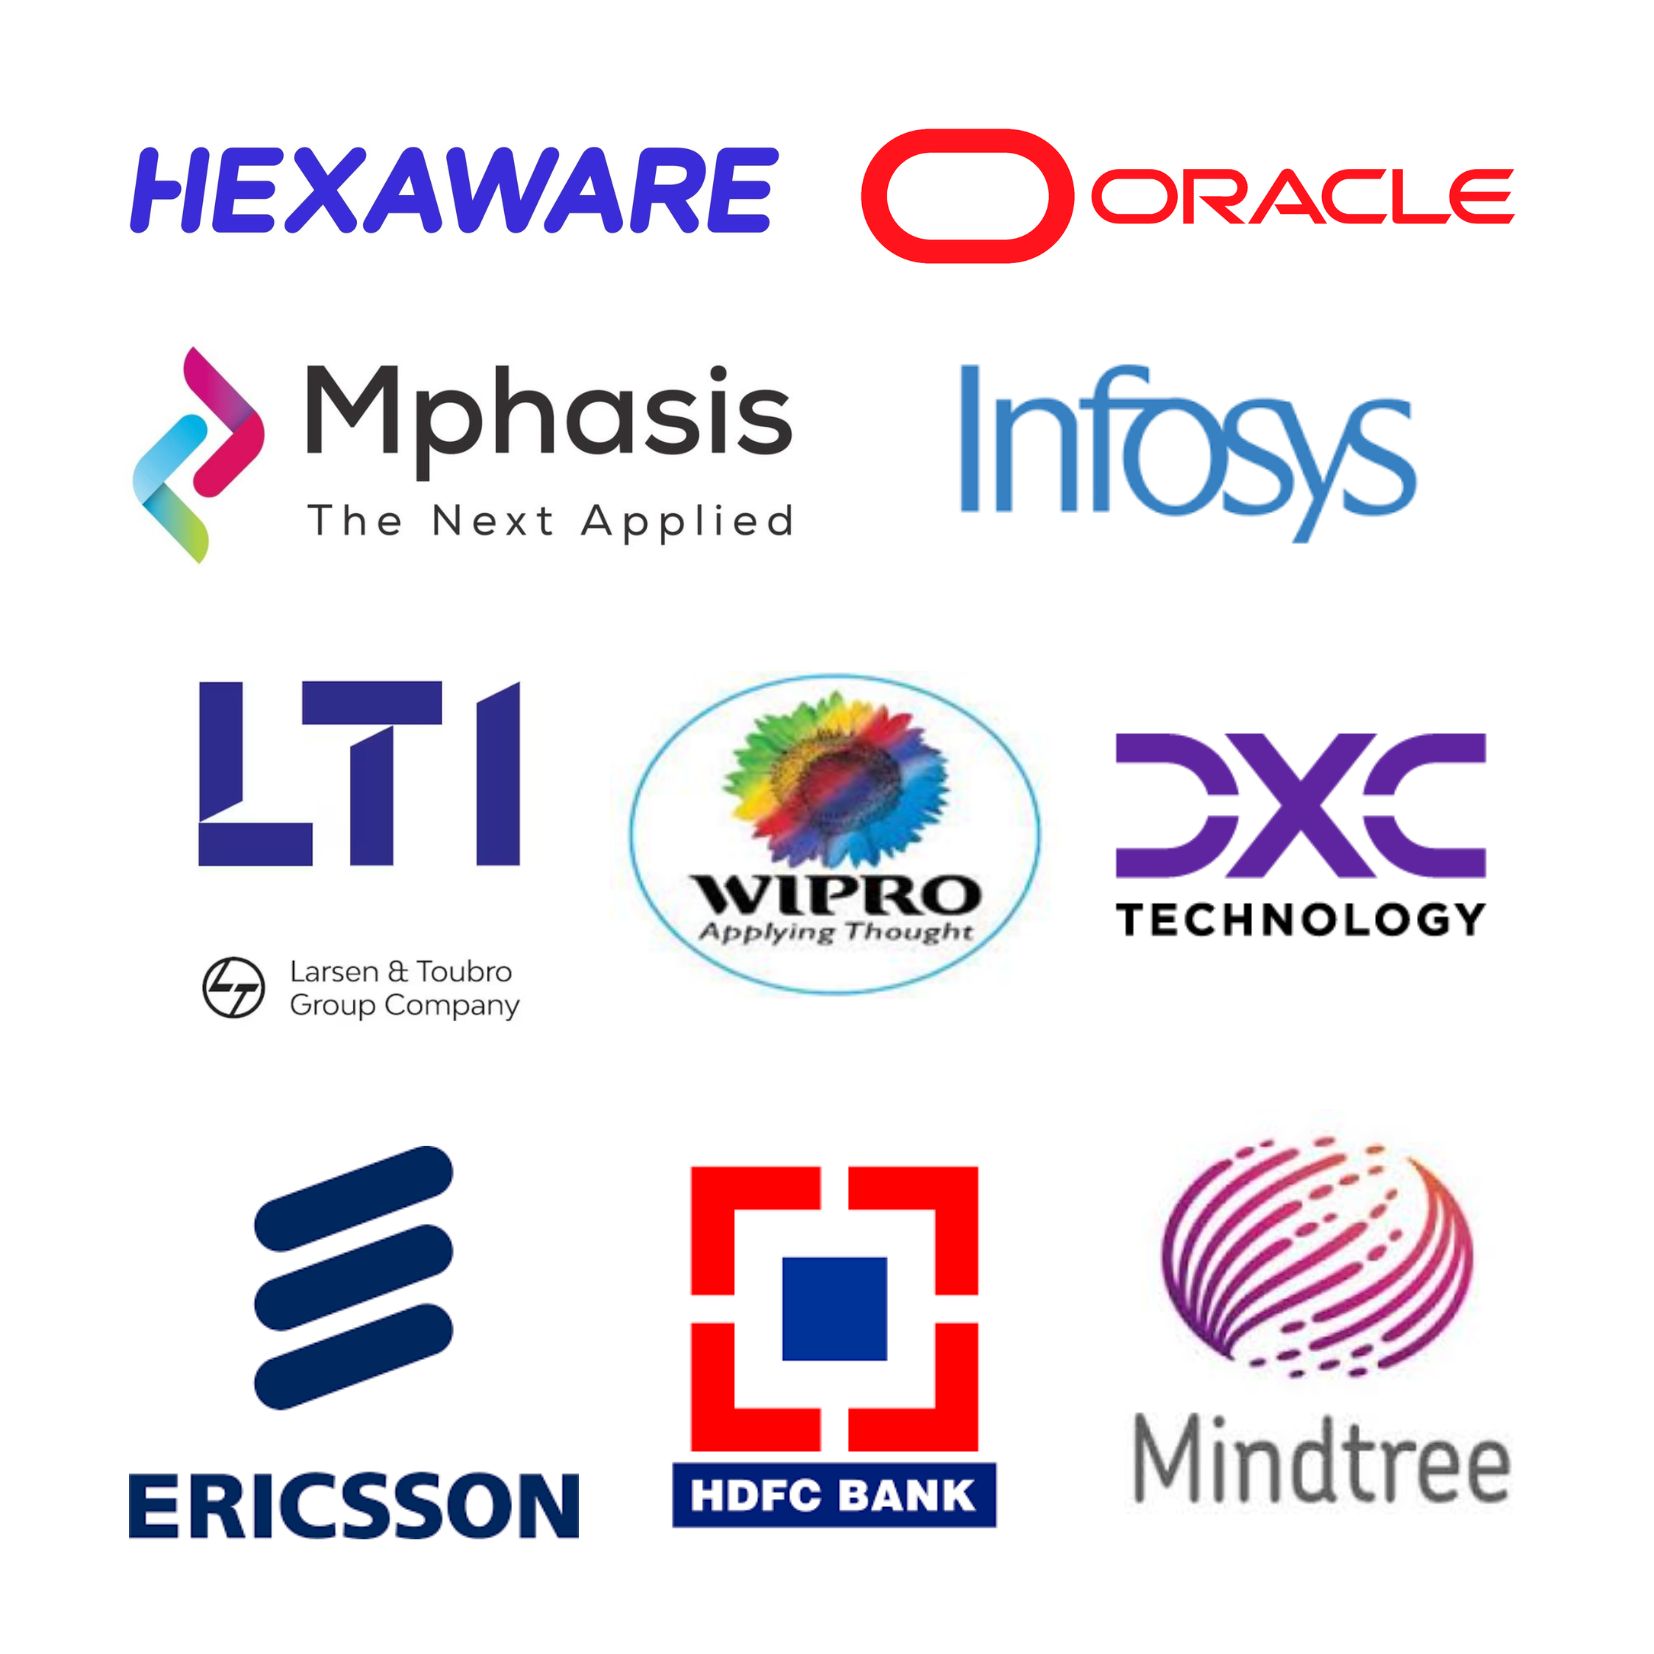 HEXAWARE
ORACLE
Mphasis
The Next Applied
Infosys
LTI
LT
Larsen & Toubro
Group Company
WIPRO
Applying Thought
DXC
TECHNOLOGY
ERICSSON
HDFC BANK
Mindtree